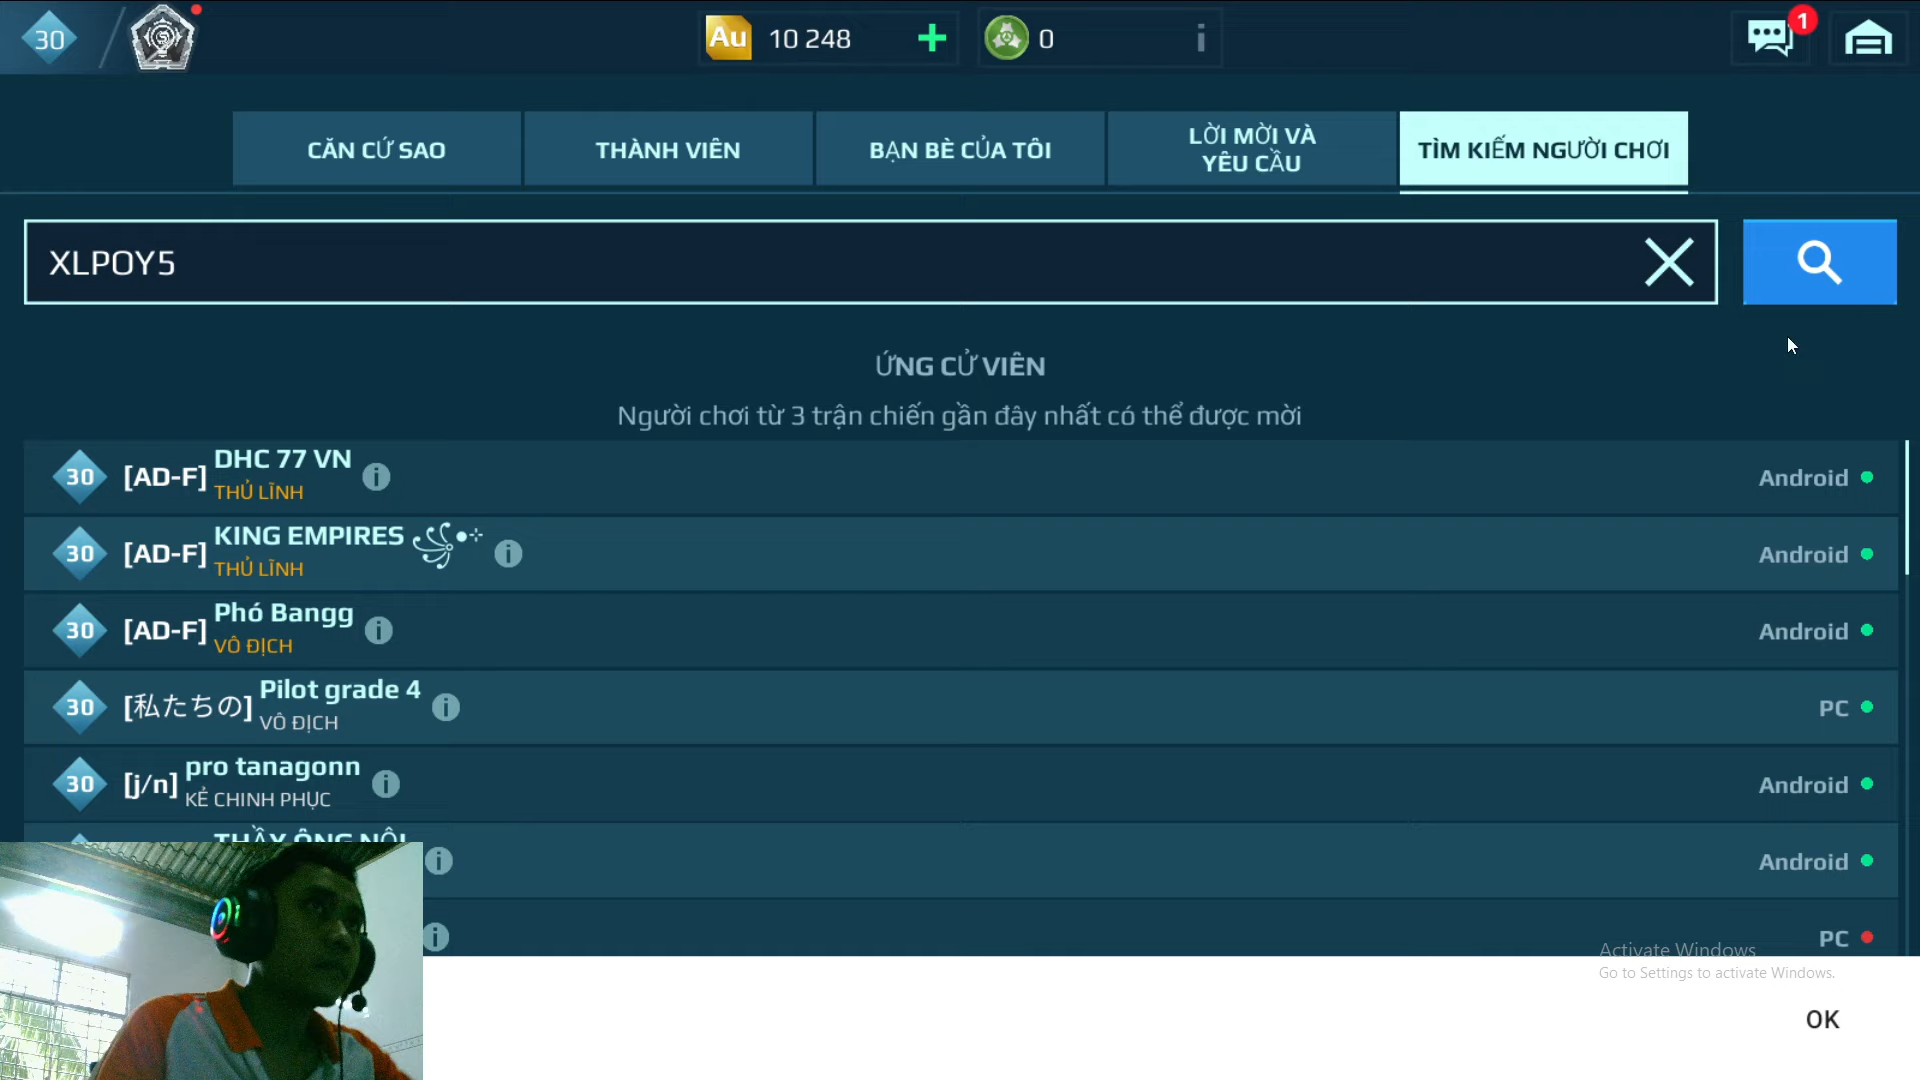 30
Au 10 248
0
1
CĂN CỨ SAO
THÀNH VIÊN
BẠN BÈ CỦA TÔI
LỜI MỜI VÀ
YÊU CẦU
TÌM KIẾM NGƯỜI CHƠI
XLPOY5
ỨNG CỬ VIÊN
Người chơi từ 3 trận chiến gần đây nhất có thể được mời
30 [AD-F] DHC 77 VN Android
THỦ LĨNH
30 [AD-F] KING EMPIRES Android
THỦ LĨNH
30 [AD-F] Phó Bangg Android
VÔ ĐỊCH
30 [私たちの] Pilot grade 4 PC
VÔ ĐỊCH
30 [j/n] pro tanagonn Android
KẺ CHINH PHỤC
THẦY ÔNG NỘI
Android
PC
Activate Windows
Go to Settings to activate Windows.
OK